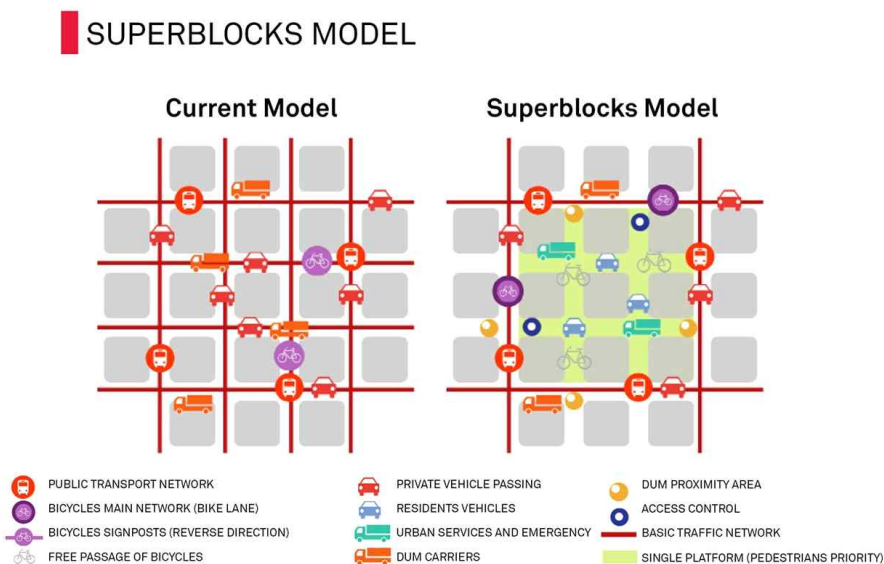 SUPERBLOCKS MODEL
Current Model
Superblocks Model
PUBLIC TRANSPORT NETWORK
BICYCLES MAIN NETWORK (BIKE LANE)
BICYCLES SIGNPOSTS (REVERSE DIRECTION)
FREE PASSAGE OF BICYCLES
PRIVATE VEHICLE PASSING
RESIDENTS VEHICLES
URBAN SERVICES AND EMERGENCY
DUM CARRIERS
DUM PROXIMITY AREA
ACCESS CONTROL
BASIC TRAFFIC NETWORK
SINGLE PLATFORM (PEDESTRIANS PRIORITY)